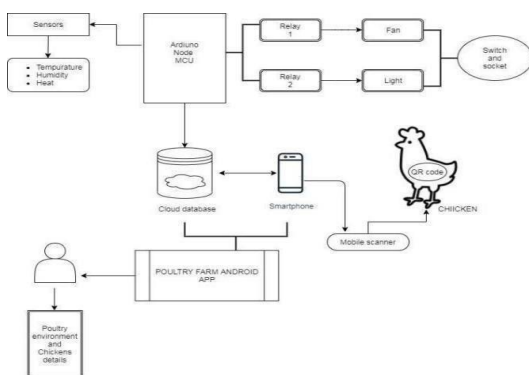 Sensors
Tempurature
Humidity
Heat
Ardiuno
Node
MCU
Relay
1
Fan
Relay
2
Light
Switch
and
socket
Cloud database
Smartphone
QR code
CHIICKEN
Mobile scanner
POULTRY FARM ANDROID
APP
Poultry
environment
and
Chickens
details